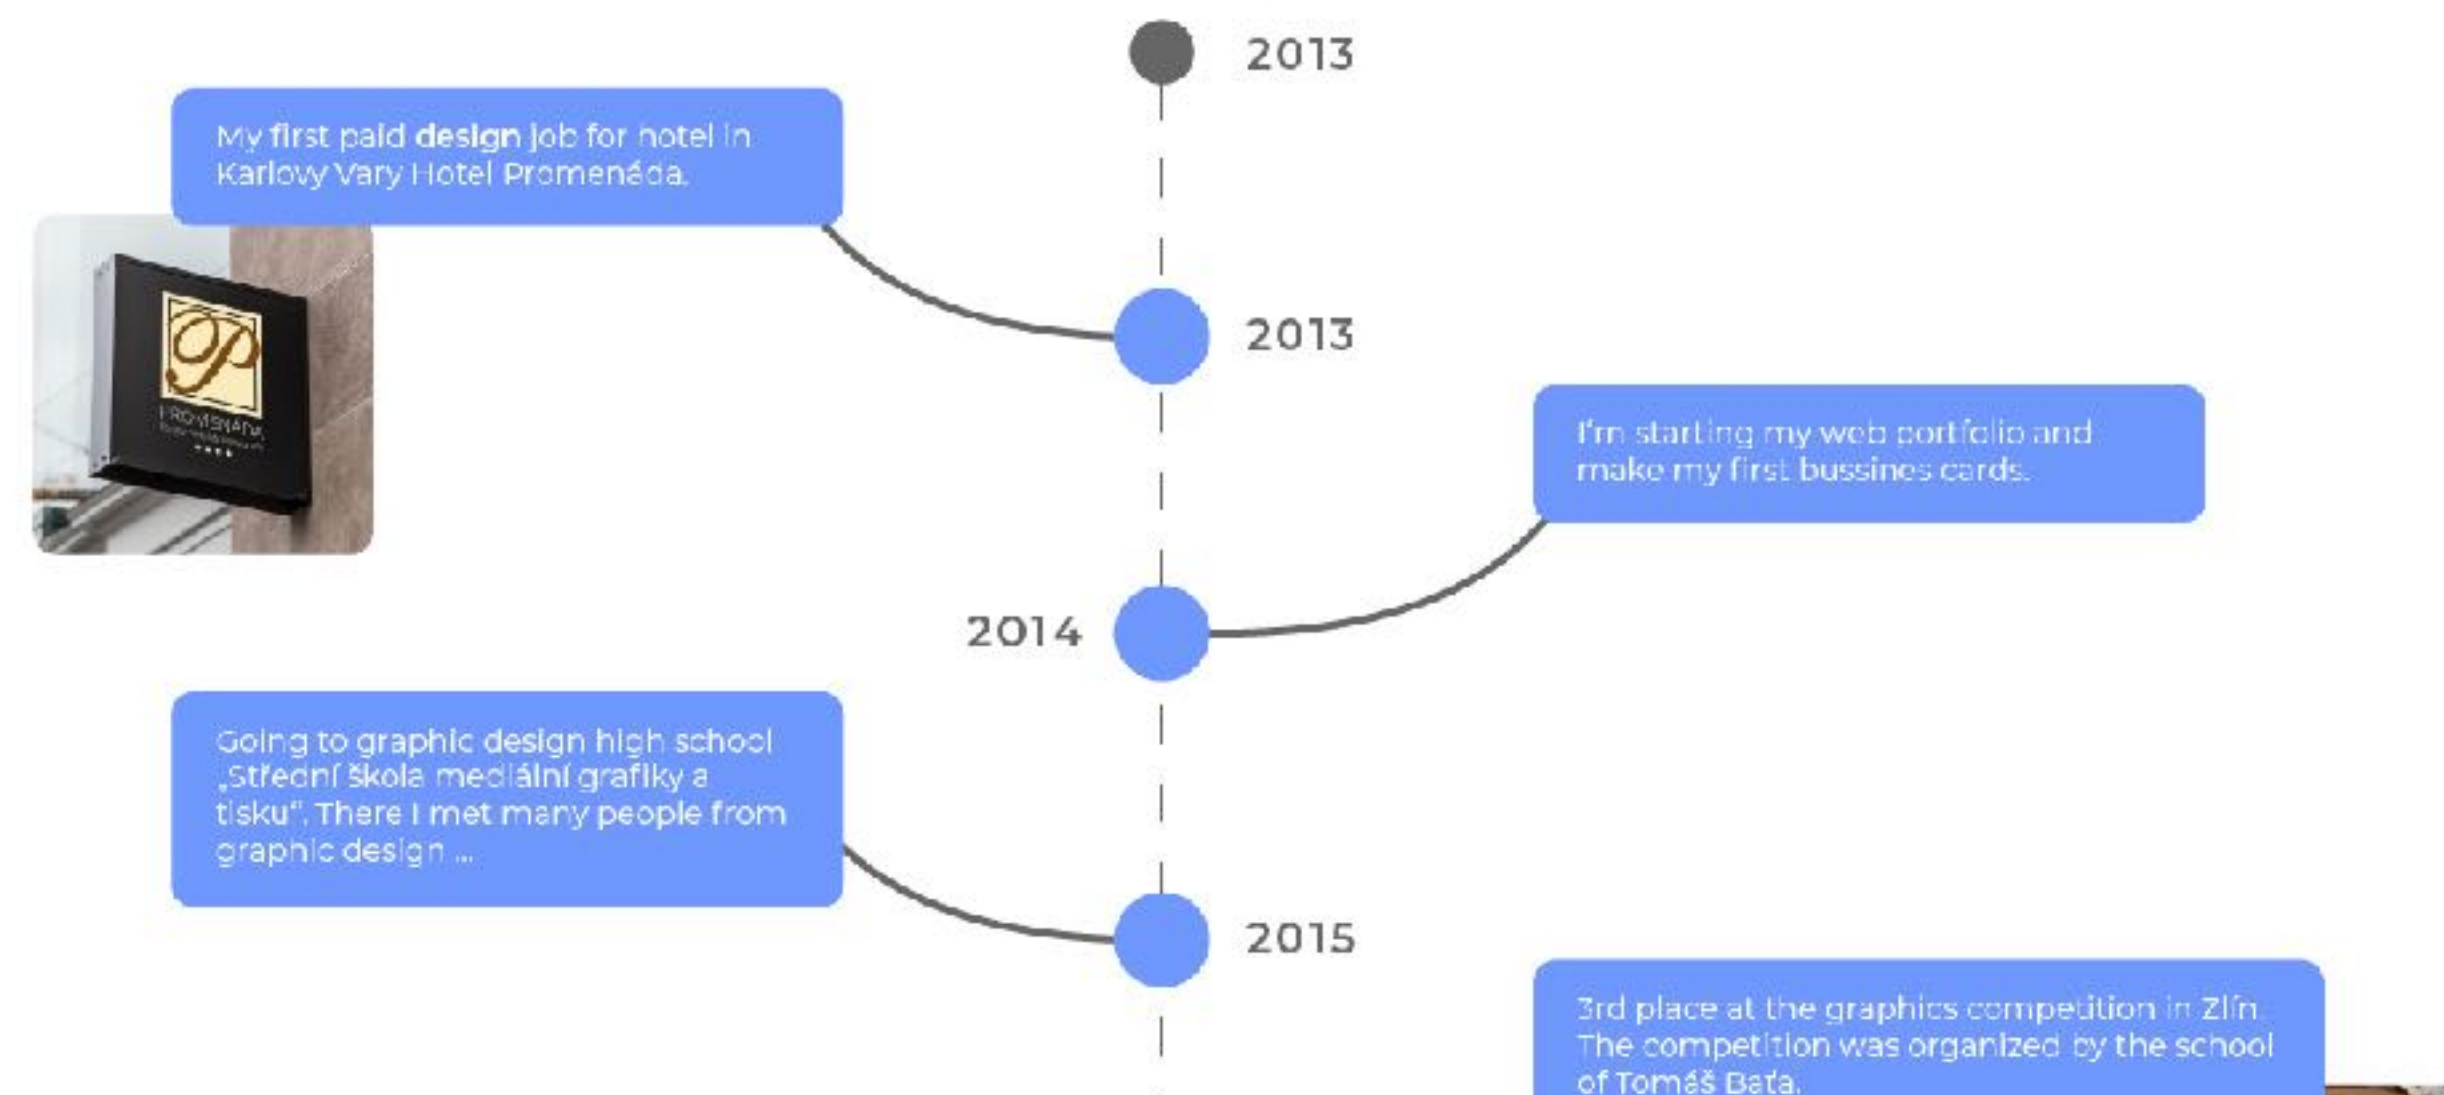 2013
My first paid design job for hotel in
Karlovy Vary Hotel Promenáda.
PROMENÁDA
2013
I'm starting my web portfolio and
make my first bussines cards.
2014
Going to graphic design high school
„Střední škola mediální grafiky a
tisku“. There I met many people from
graphic design ...
2015
3rd place at the graphics competition in Zlín
The competition was organized by the school
of Tomáš Baťa.